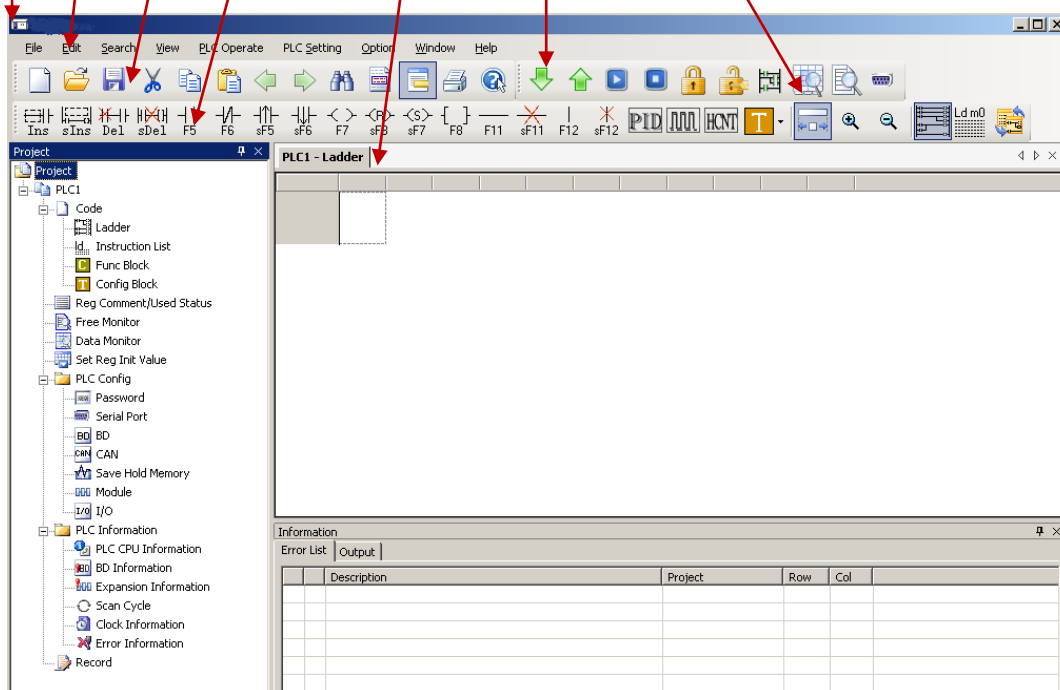 File Edit Search View PLC Operate PLC Setting Option Window Help
Ins sIns Del sDel F5 F6 sF5 sF6 F7 sF8 sF7 F8 F11 sF11 F12 sF12 PID HCNT T Ld m0
Project
PLC1 - Ladder
Project
PLC1
Code
Ladder
Instruction List
Func Block
Config Block
Reg Comment/Used Status
Free Monitor
Data Monitor
Set Reg Init Value
PLC Config
Password
Serial Port
BD BD
CAN CAN
Save Hold Memory
Module
I/O I/O
PLC Information
PLC CPU Information
BD BD Information
Expansion Information
Scan Cycle
Clock Information
Error Information
Record
Information
Error List Output
Description Project Row Col